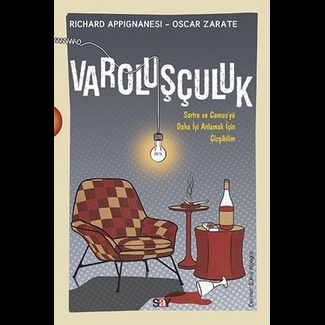 RICHARD APPIGNANESI – OSCAR ZARATE
VAROLUŞÇULUK
Sartre ve Camus'yü
Daha İyi Anlamak İçin
Çizgibilim
say